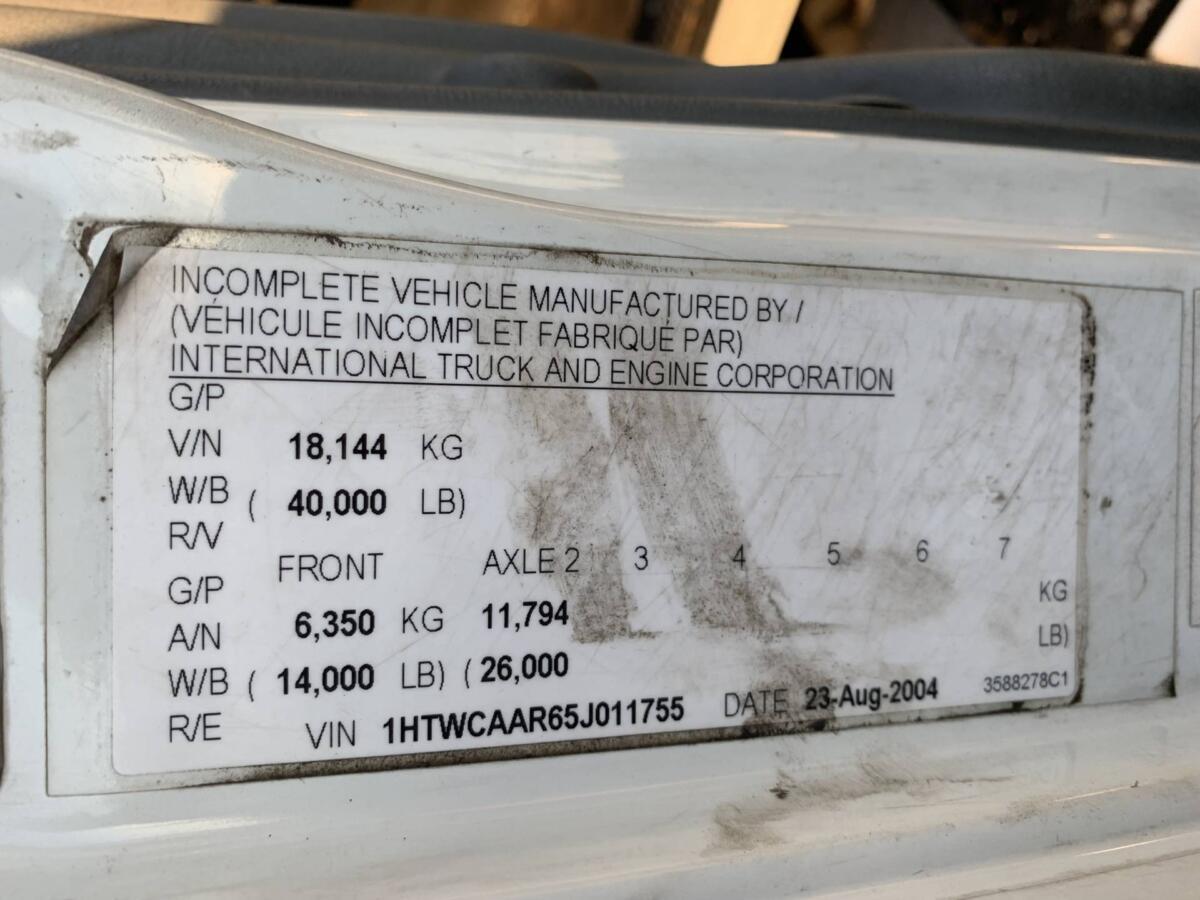 INCOMPLETE VEHICLE MANUFACTURED BY /
(VÉHICULE INCOMPLET FABRIQUÉ PAR)
INTERNATIONAL TRUCK AND ENGINE CORPORATION
G/P
V/N 18,144 KG
W/B ( 40,000 LB)
R/V
FRONT AXLE 2 3 4 5 6 7
G/P
A/N 6,350 KG 11,794 KG
W/B ( 14,000 LB) ( 26,000 LB)
R/E VIN 1HTWCAAR65J011755 DATE 23-Aug-2004 3588278C1